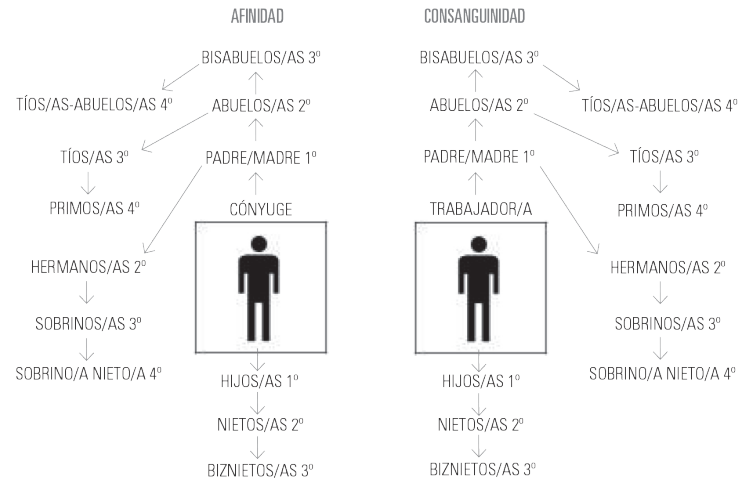 AFINIDAD
CONSANGUINIDAD
BISABUELOS/AS 3º
BISABUELOS/AS 3º
TÍOS/AS-ABUELOS/AS 4º
ABUELOS/AS 2º
ABUELOS/AS 2º
TÍOS/AS-ABUELOS/AS 4º
TÍOS/AS 3º
PADRE/MADRE 1º
PADRE/MADRE 1º
TÍOS/AS 3º
PRIMOS/AS 4º
CÓNYUGE
TRABAJADOR/A
PRIMOS/AS 4º
HERMANOS/AS 2º
HERMANOS/AS 2º
SOBRINOS/AS 3º
SOBRINOS/AS 3º
SOBRINO/A NIETO/A 4º
HIJOS/AS 1º
HIJOS/AS 1º
SOBRINO/A NIETO/A 4º
NIETOS/AS 2º
NIETOS/AS 2º
BIZNIETOS/AS 3º
BIZNIETOS/AS 3º